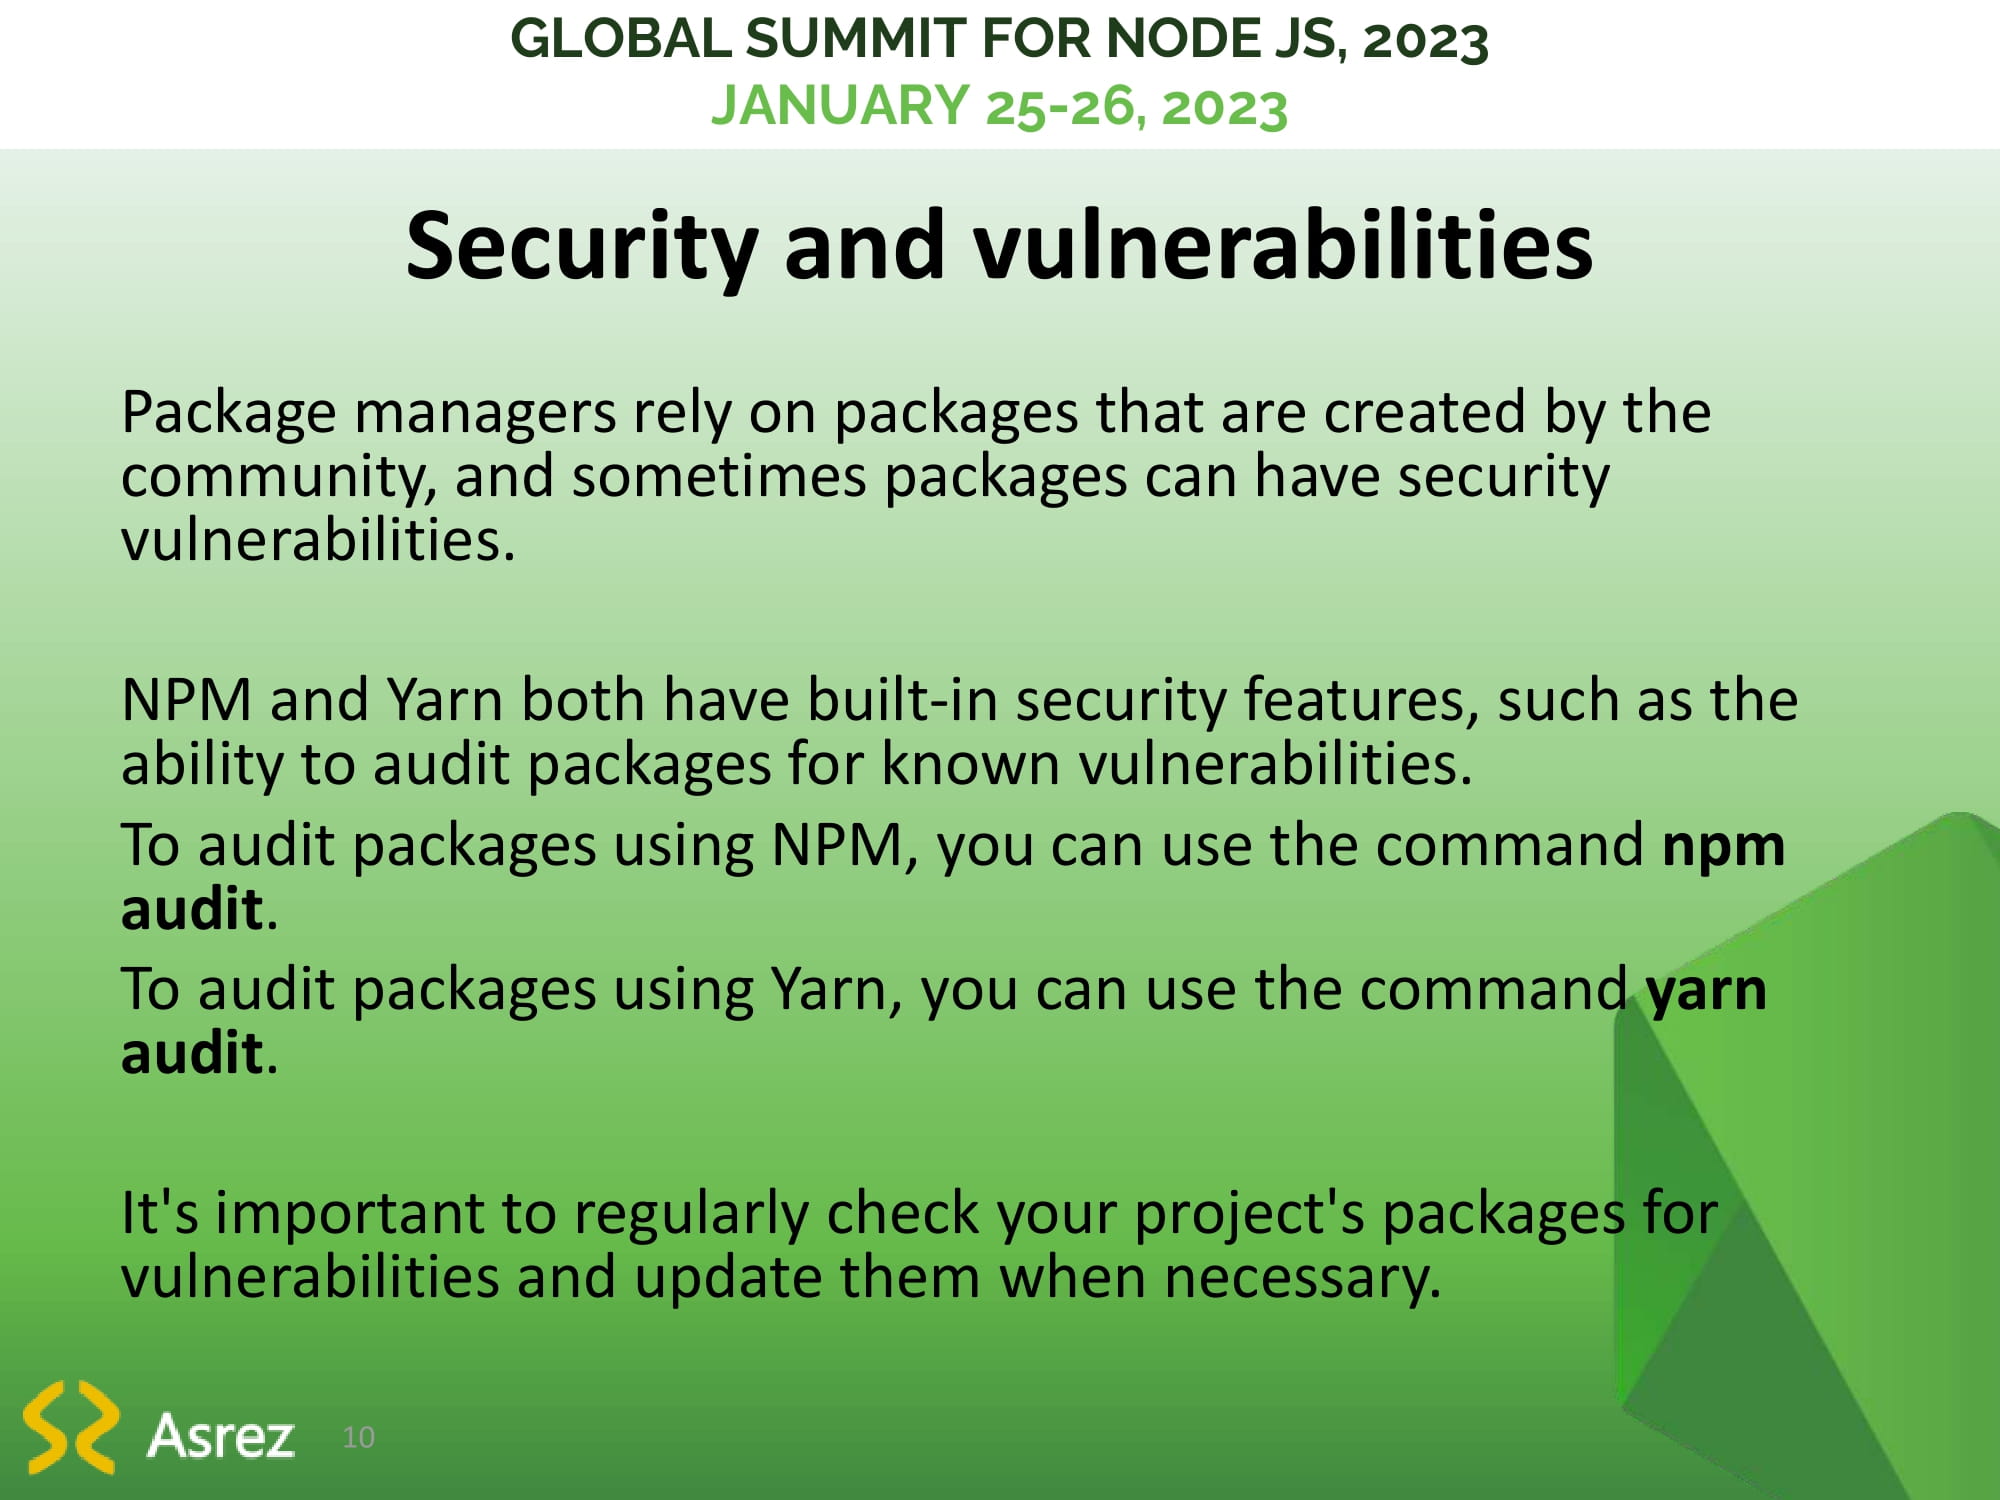 GLOBAL SUMMIT FOR NODE JS, 2023
JANUARY 25-26, 2023
Security and vulnerabilities
Package managers rely on packages that are created by the
community, and sometimes packages can have security
vulnerabilities.
NPM and Yarn both have built-in security features, such as the
ability to audit packages for known vulnerabilities.
To audit packages using NPM, you can use the command npm
audit.
To audit packages using Yarn, you can use the command yarn
audit.
It's important to regularly check your project's packages for
vulnerabilities and update them when necessary.
Asrez 10